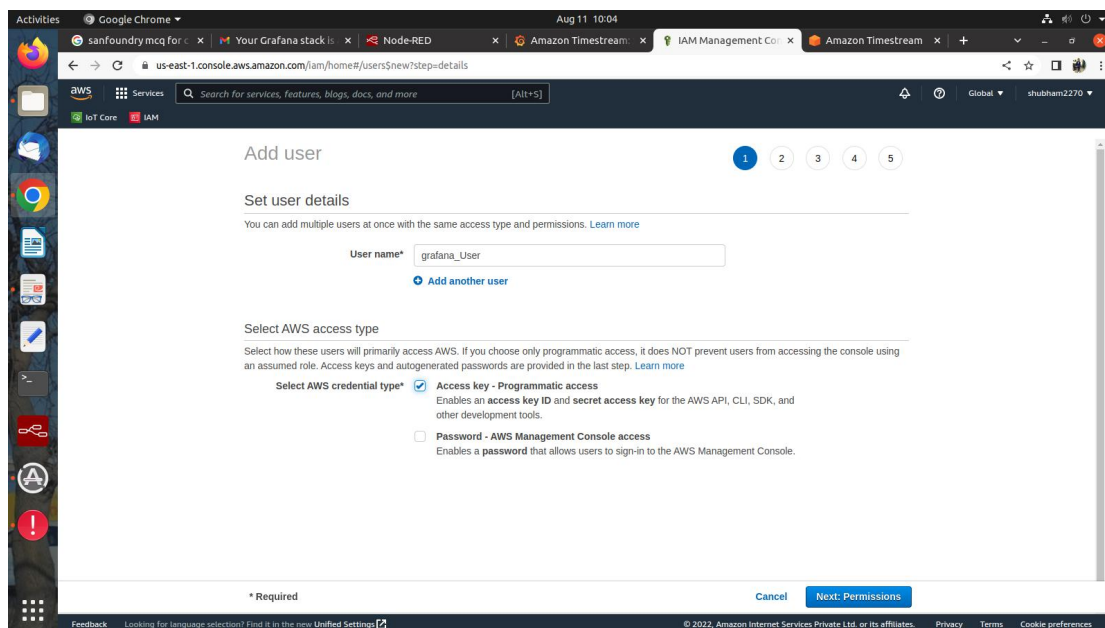 Activities Google Chrome Aug 11 10:04
sanfoundry mcq for c Your Grafana stack is Node-RED Amazon Timestream: IAM Management Con Amazon Timestream
us-east-1.console.aws.amazon.com/iam/home#/users$new?step=details
aws Services Search for services, features, blogs, docs, and more [Alt+S] Global shubham2270
IoT Core IAM
Add user 1 2 3 4 5
Set user details
You can add multiple users at once with the same access type and permissions. Learn more
User name* grafana_User
Add another user
Select AWS access type
Select how these users will primarily access AWS. If you choose only programmatic access, it does NOT prevent users from accessing the console using
an assumed role. Access keys and autogenerated passwords are provided in the last step. Learn more
Select AWS credential type* Access key - Programmatic access
Enables an access key ID and secret access key for the AWS API, CLI, SDK, and
other development tools.
Password - AWS Management Console access
Enables a password that allows users to sign-in to the AWS Management Console.
* Required Cancel Next: Permissions
Feedback Looking for language selection? Find it in the new Unified Settings © 2022, Amazon Internet Services Private Ltd. or its affiliates. Privacy Terms Cookie preferences